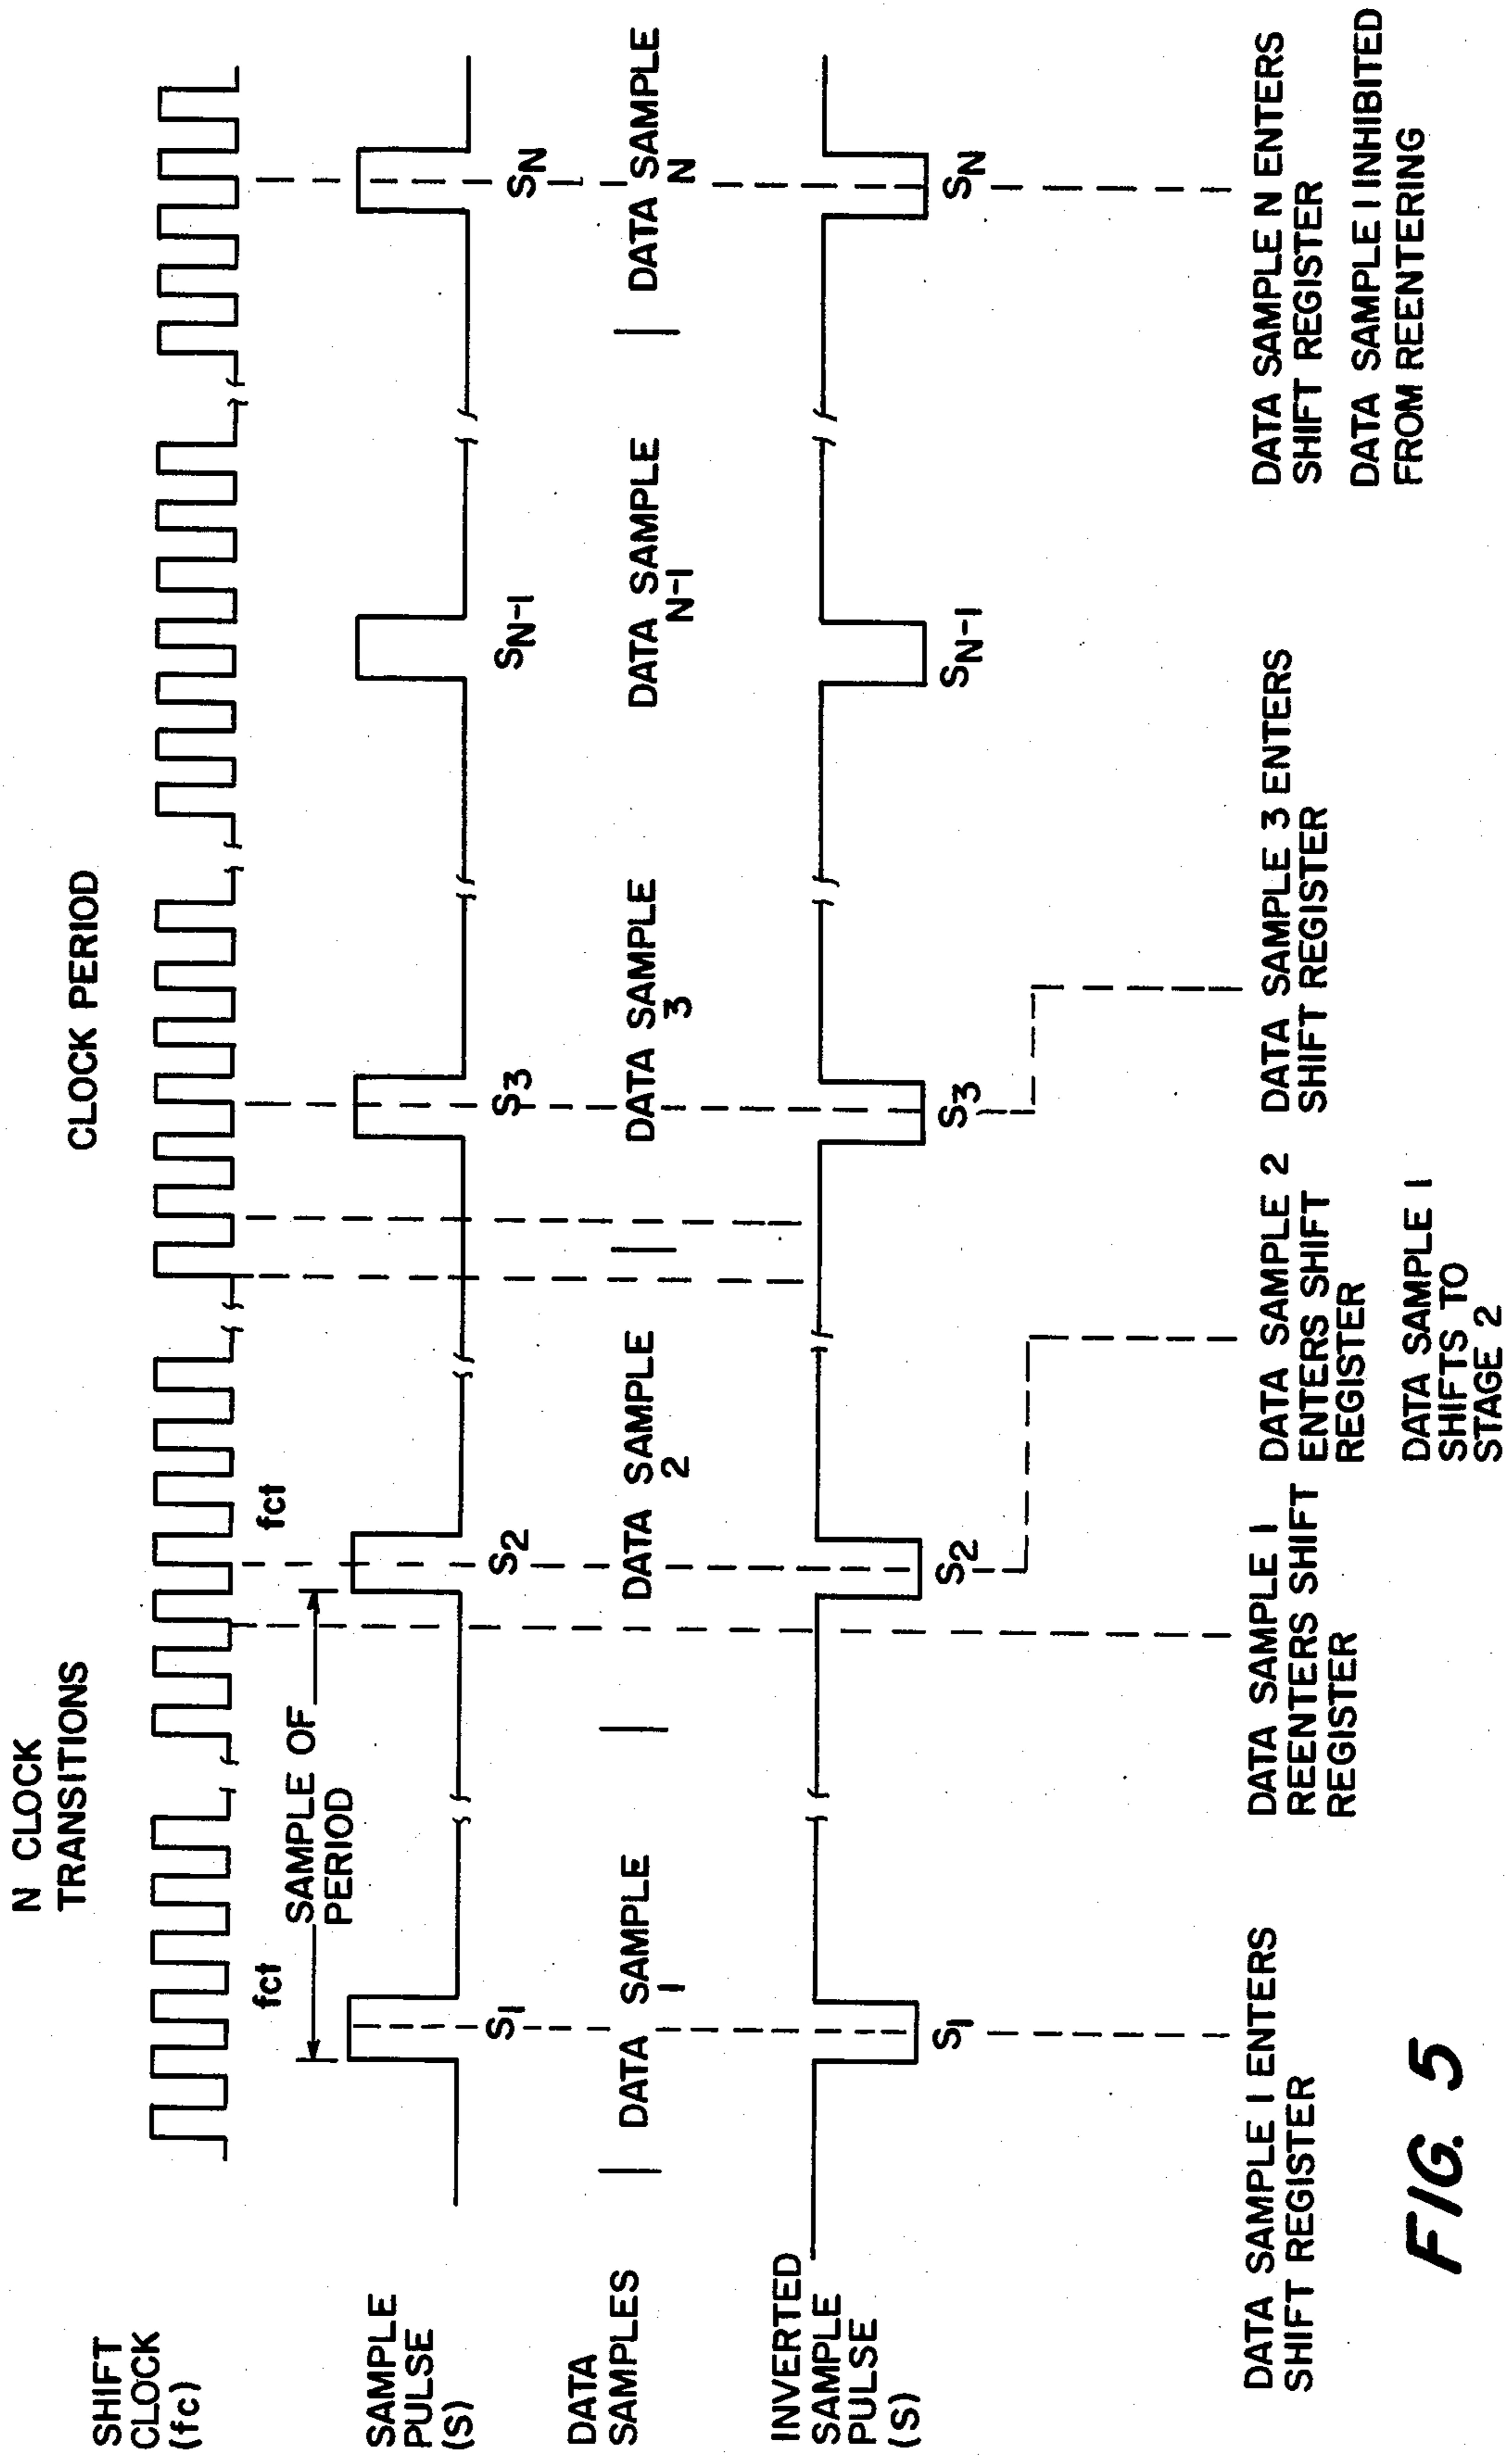 N CLOCK
TRANSITIONS
CLOCK PERIOD
SHIFT
CLOCK
(fc)
fct
fct
SAMPLE OF
PERIOD
SAMPLE
PULSE
(S)
S1
S2
S3
SN-1
SN
DATA
SAMPLES
DATA SAMPLE
1
DATA SAMPLE
2
DATA SAMPLE
3
DATA SAMPLE
N-1
DATA SAMPLE
N
INVERTED
SAMPLE
PULSE
(S)
S1
S2
S3
SN-1
SN
DATA SAMPLE 1 ENTERS
SHIFT REGISTER
DATA SAMPLE 1
REENTERS SHIFT
REGISTER
DATA SAMPLE 2
ENTERS SHIFT
REGISTER
DATA SAMPLE 1
SHIFTS TO
STAGE 2
DATA SAMPLE 3 ENTERS
SHIFT REGISTER
DATA SAMPLE N ENTERS
SHIFT REGISTER
DATA SAMPLE 1 INHIBITED
FROM REENTERING
FIG. 5